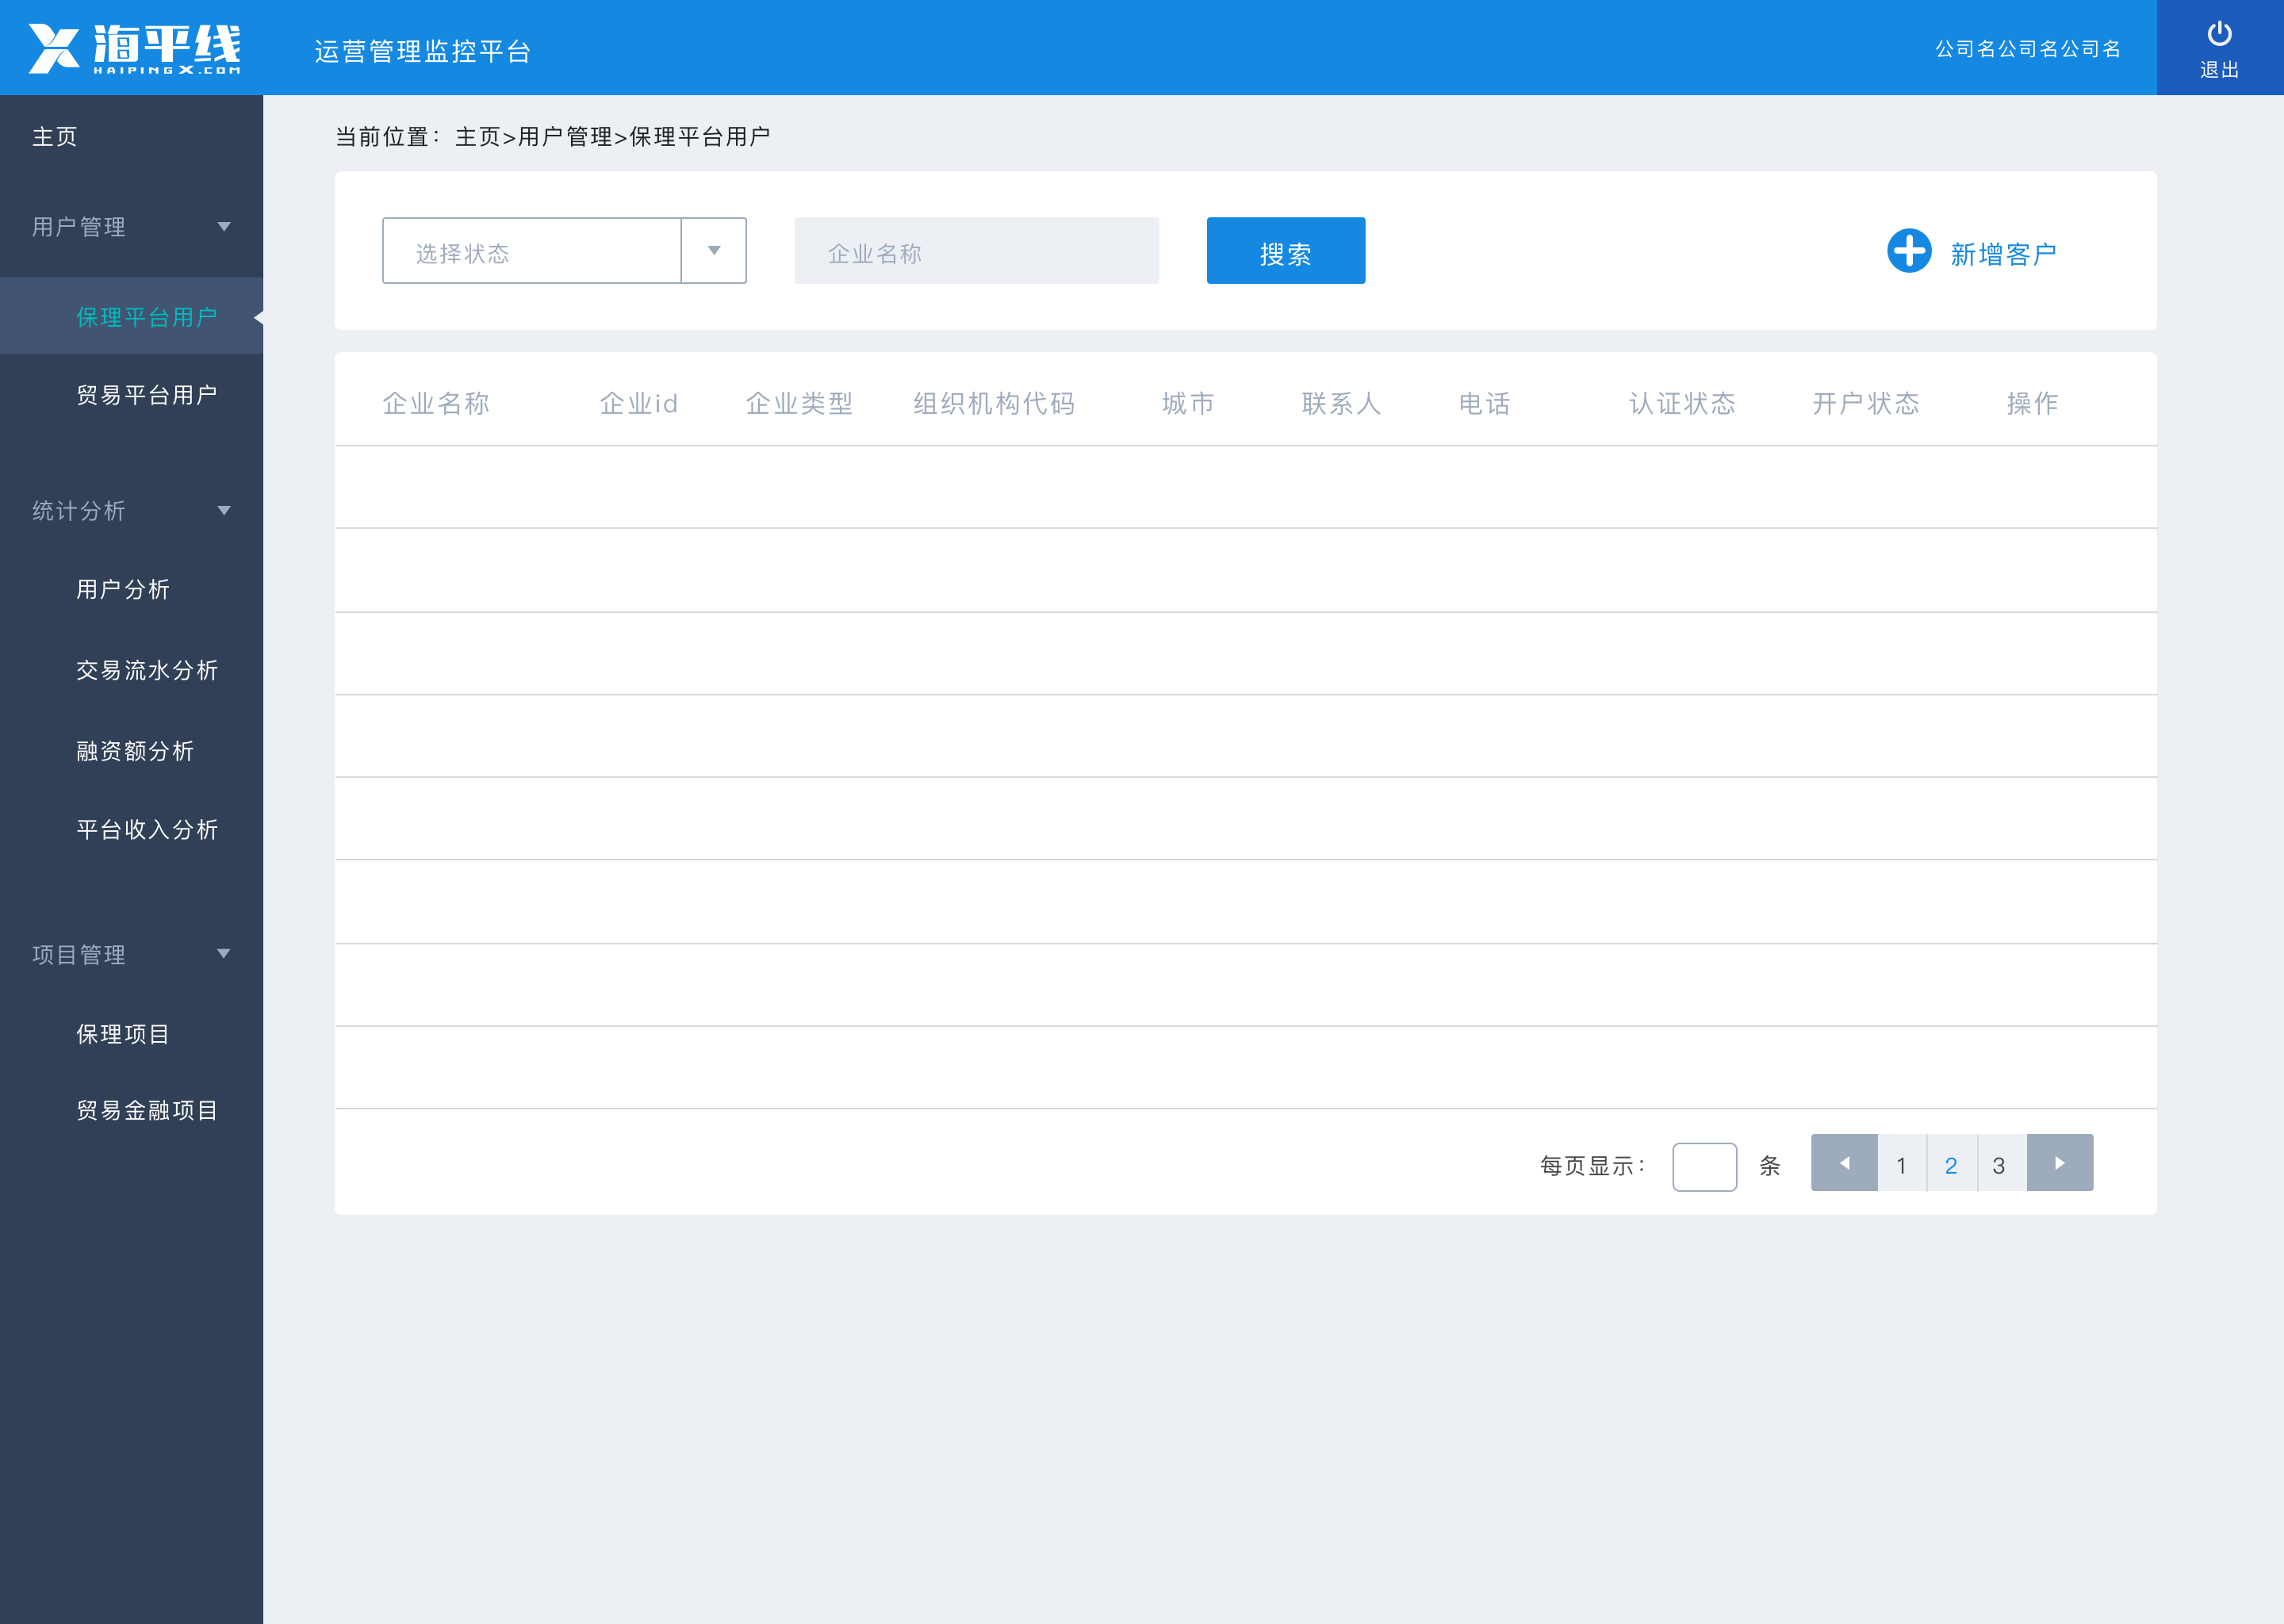 海平线
HAIPINGX.COM
运营管理监控平台
公司名公司名公司名
退出
主页
用户管理
保理平台用户
贸易平台用户
统计分析
用户分析
交易流水分析
融资额分析
平台收入分析
项目管理
保理项目
贸易金融项目
当前位置：主页>用户管理>保理平台用户
选择状态
企业名称
搜索
新增客户
企业名称 企业id 企业类型 组织机构代码 城市 联系人 电话 认证状态 开户状态 操作
每页显示： 条 1 2 3